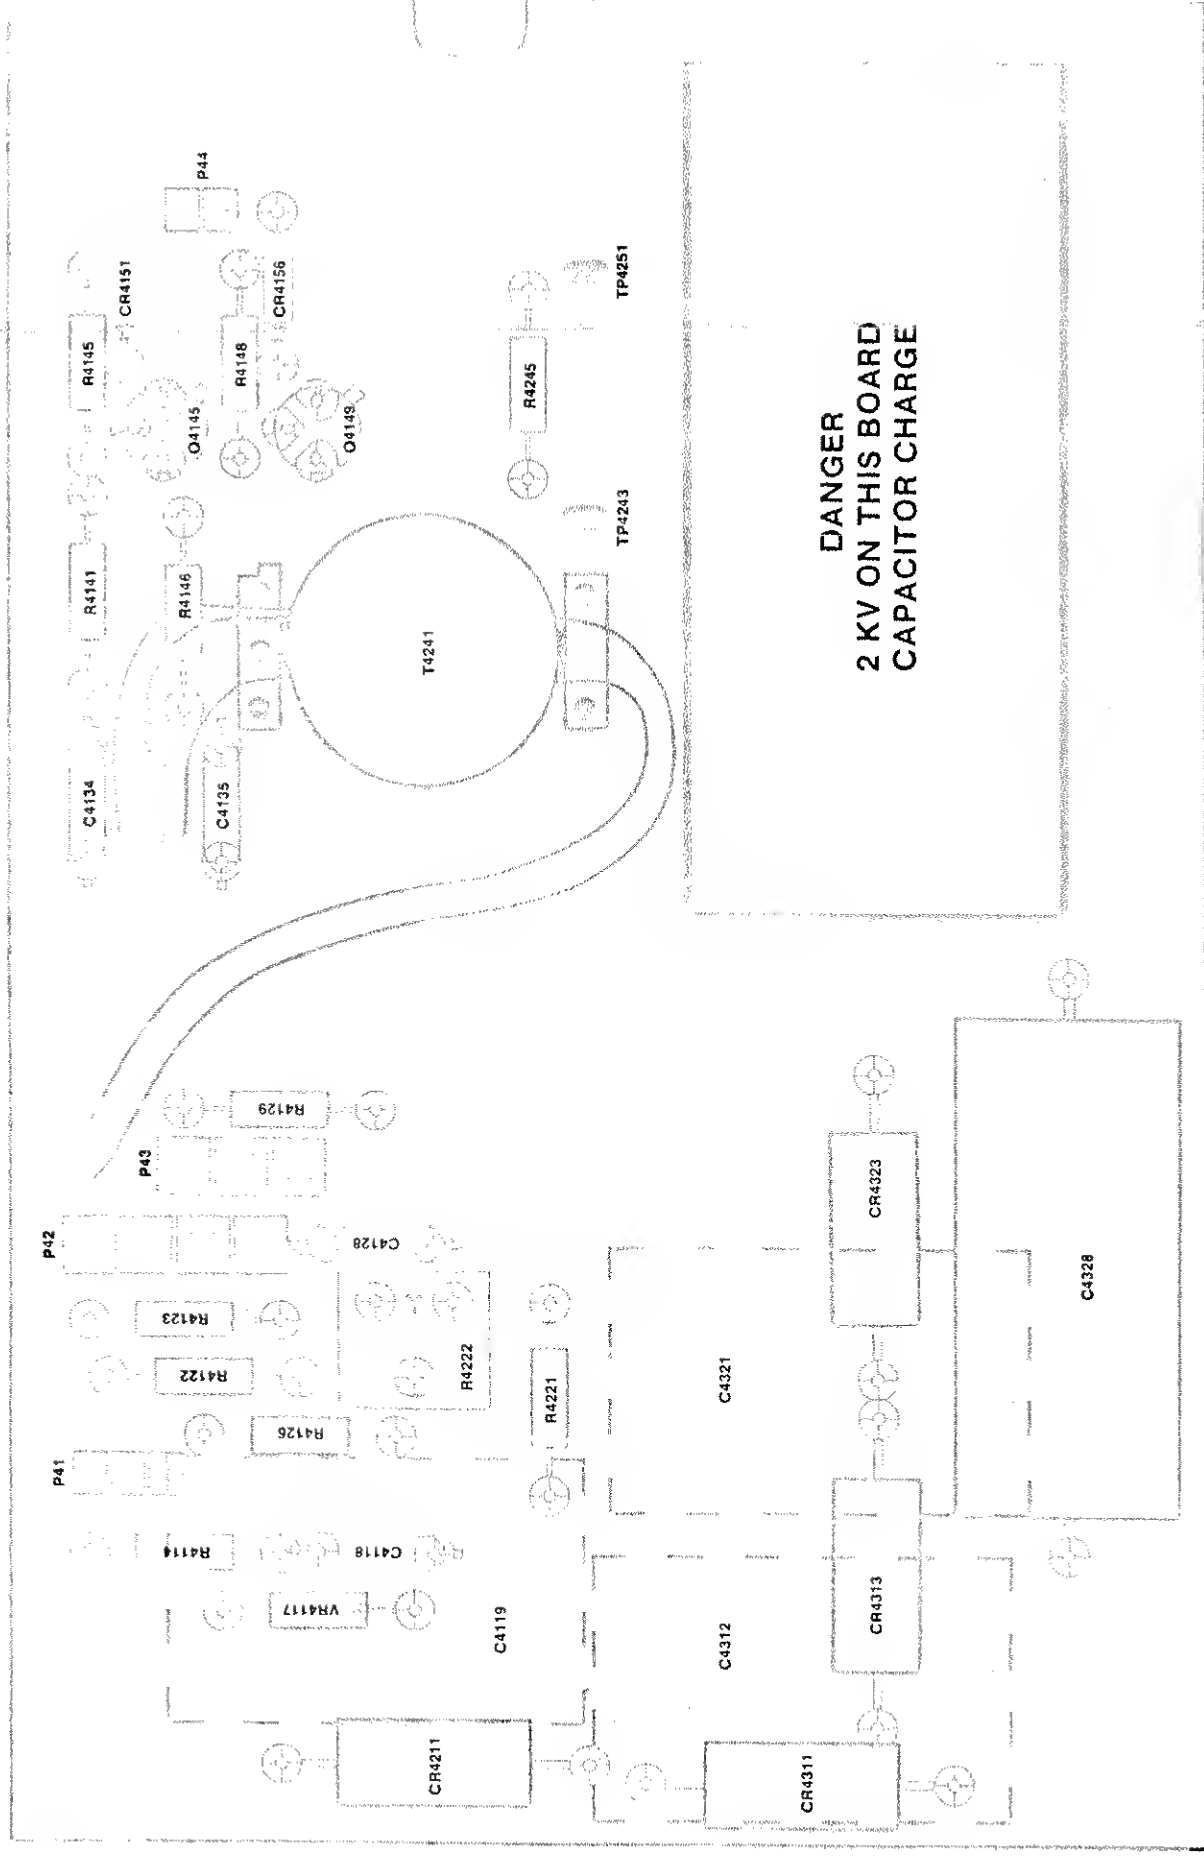 P44
CR4151
R4145
Q4145
R4148
CR4156
Q4149
R4141
R4146
C4134
C4135
T4241
R4245
TP4251
TP4243
DANGER
2 KV ON THIS BOARD
CAPACITOR CHARGE
R4129
P43
P42
C4128
R4123
R4122
R4126
R4222
R4221
P41
R4114
C4118
VR4117
C4119
CR4211
C4321
C4312
CR4323
CR4313
CR4311
C4328